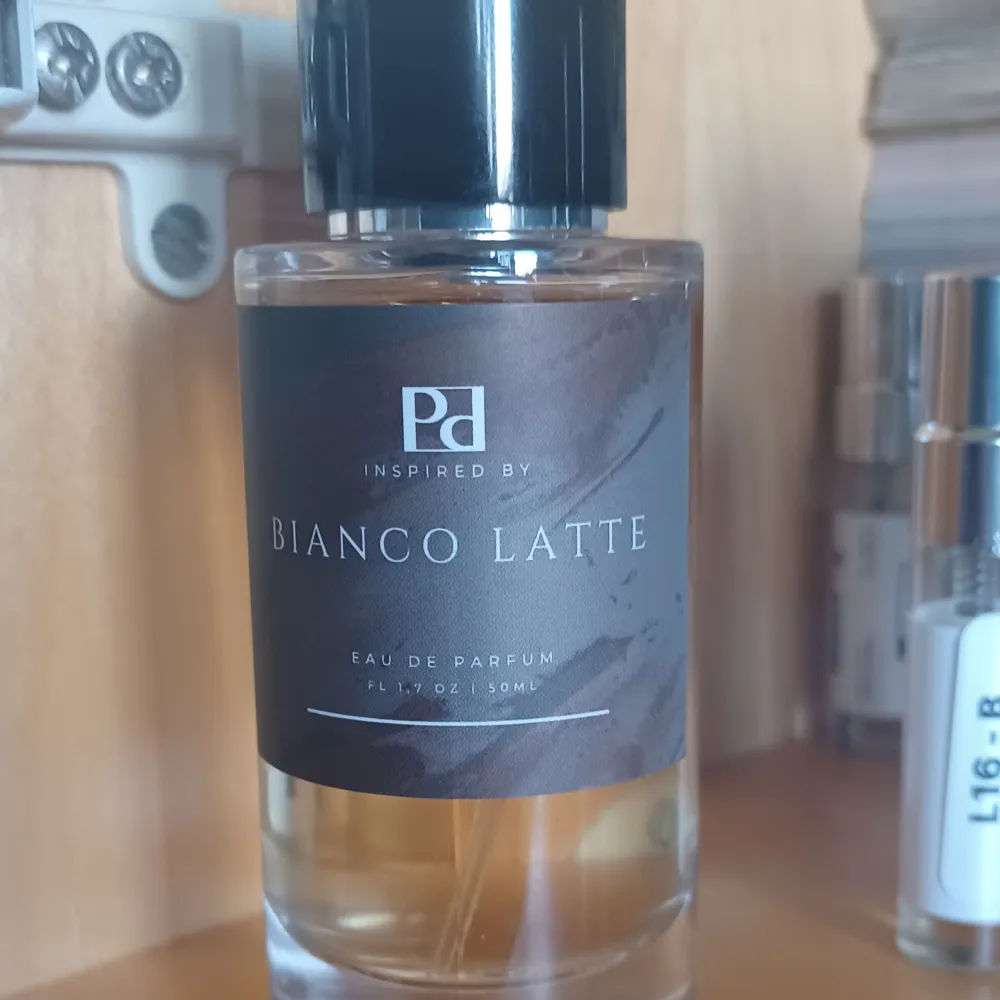 Pd
INSPIRED BY
BIANCO LATTE
EAU DE PARFUM
FL 1,7 OZ | 50ML
L16 - B